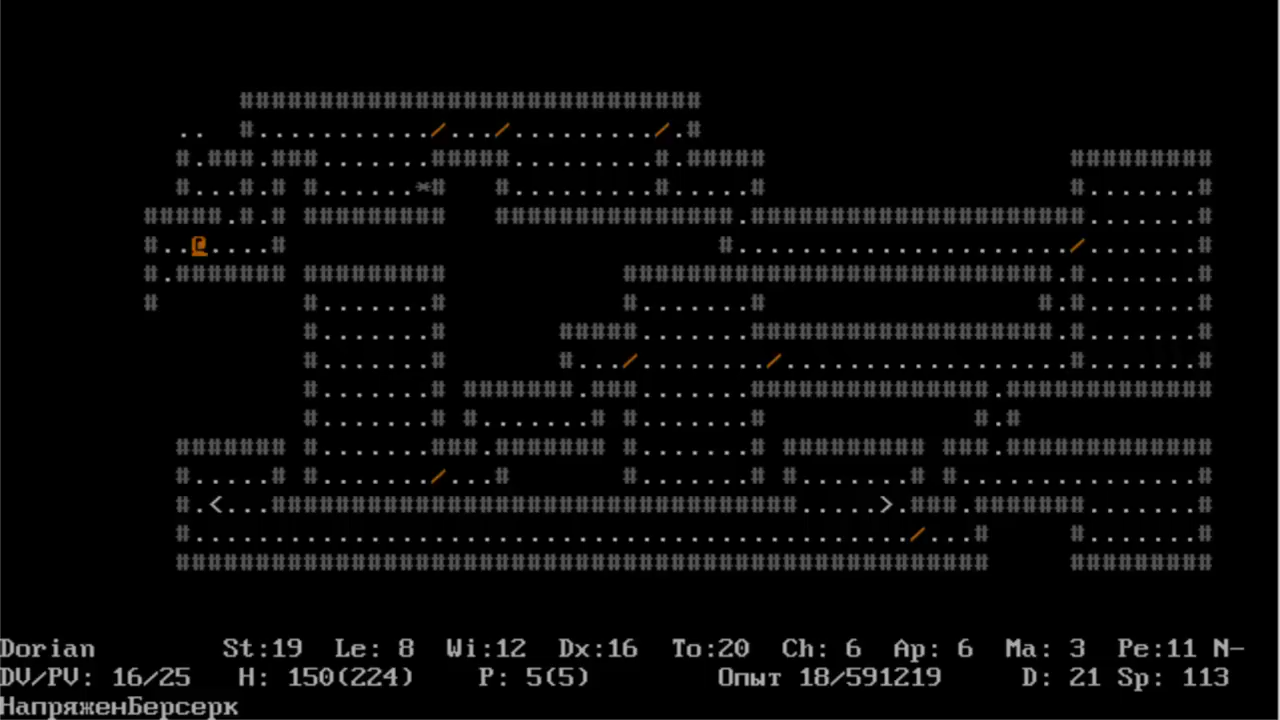 Dorian St:19 Le: 8 Wi:12 Dx:16 To:20 Ch: 6 Ap: 6 Ma: 3 Pe:11 N-
DV/PV: 16/25 H: 150(224) P: 5(5) Опыт 18/591219 D: 21 Sp: 113
НапряженБерсерк